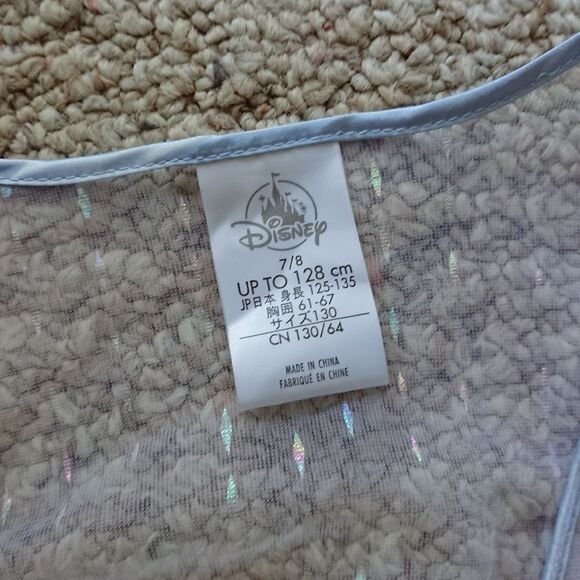 Disney
7/8
UP TO 128 cm
JP日本 身長 125-135
胸囲 61-67
サイズ130
CN 130/64
MADE IN CHINA
FABRIQUÉ EN CHINE